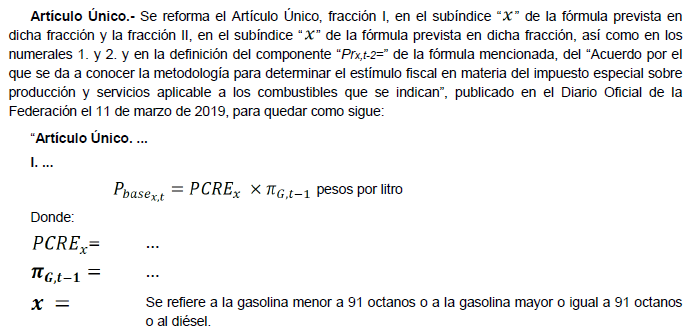 Artículo Único.- Se reforma el Artículo Único, fracción I, en el subíndice “𝑥” de la fórmula prevista en
dicha fracción y la fracción II, en el subíndice “𝑥” de la fórmula prevista en dicha fracción, así como en los
numerales 1. y 2. y en la definición del componente “Prx,t-2=” de la fórmula mencionada, del “Acuerdo por el
que se da a conocer la metodología para determinar el estímulo fiscal en materia del impuesto especial sobre
producción y servicios aplicable a los combustibles que se indican”, publicado en el Diario Oficial de la
Federación el 11 de marzo de 2019, para quedar como sigue:
“Artículo Único. ...
I. ...
P_{base_{x,t}} = PCRE_x × π_{G,t−1} pesos por litro
Donde:
PCRE_x= ...
π_{G,t−1} = ...
x = Se refiere a la gasolina menor a 91 octanos o a la gasolina mayor o igual a 91 octanos
o al diésel.